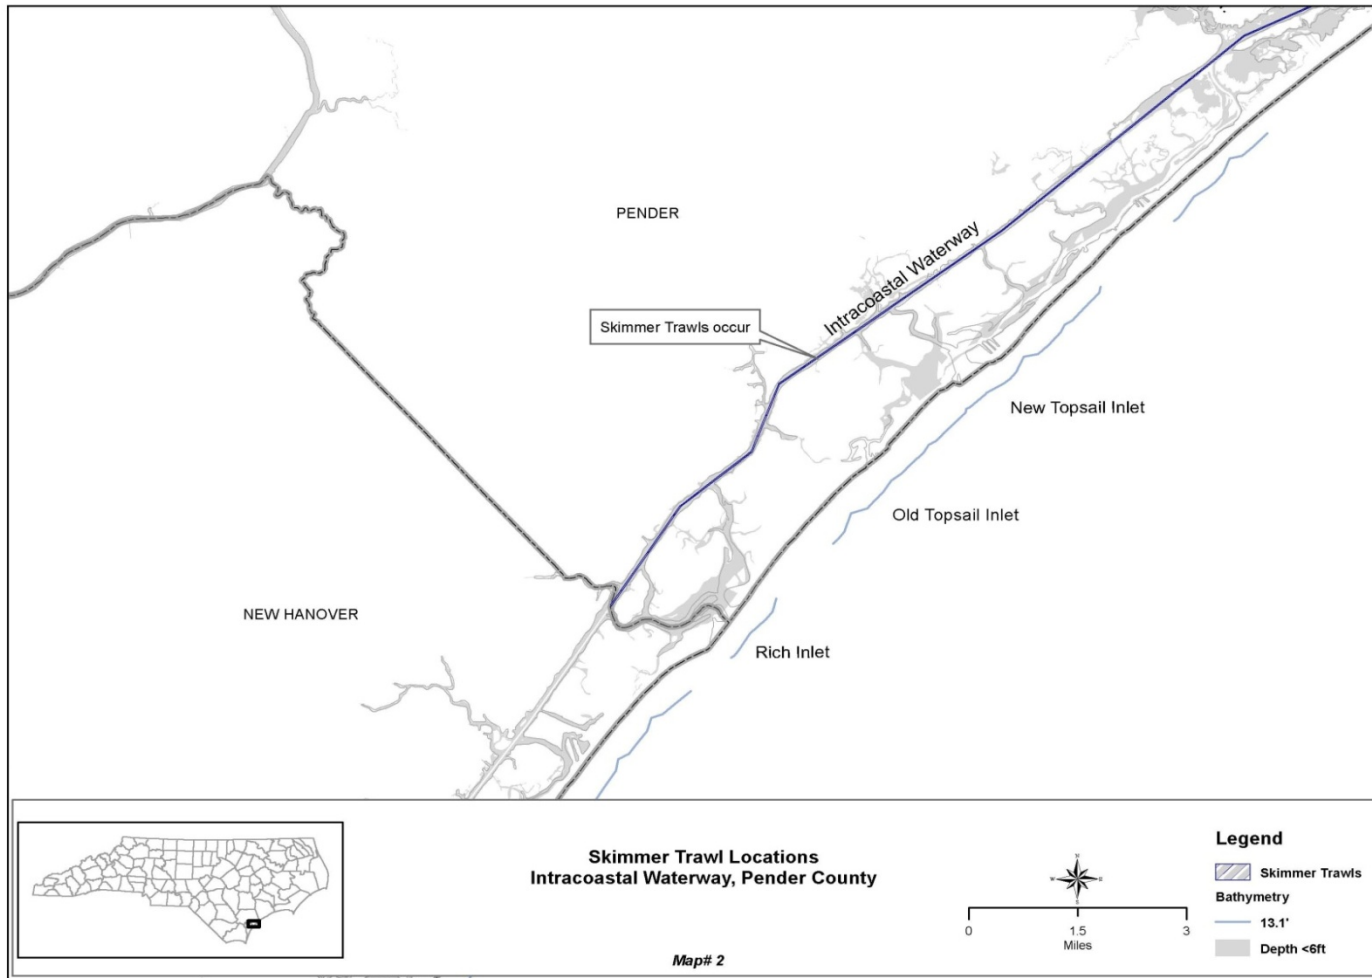 PENDER
Intracoastal Waterway
Skimmer Trawls occur
New Topsail Inlet
Old Topsail Inlet
NEW HANOVER
Rich Inlet
Skimmer Trawl Locations
Intracoastal Waterway, Pender County
Map# 2
0 1.5 3
Miles
Legend
Skimmer Trawls
Bathymetry
13.1'
Depth <6ft